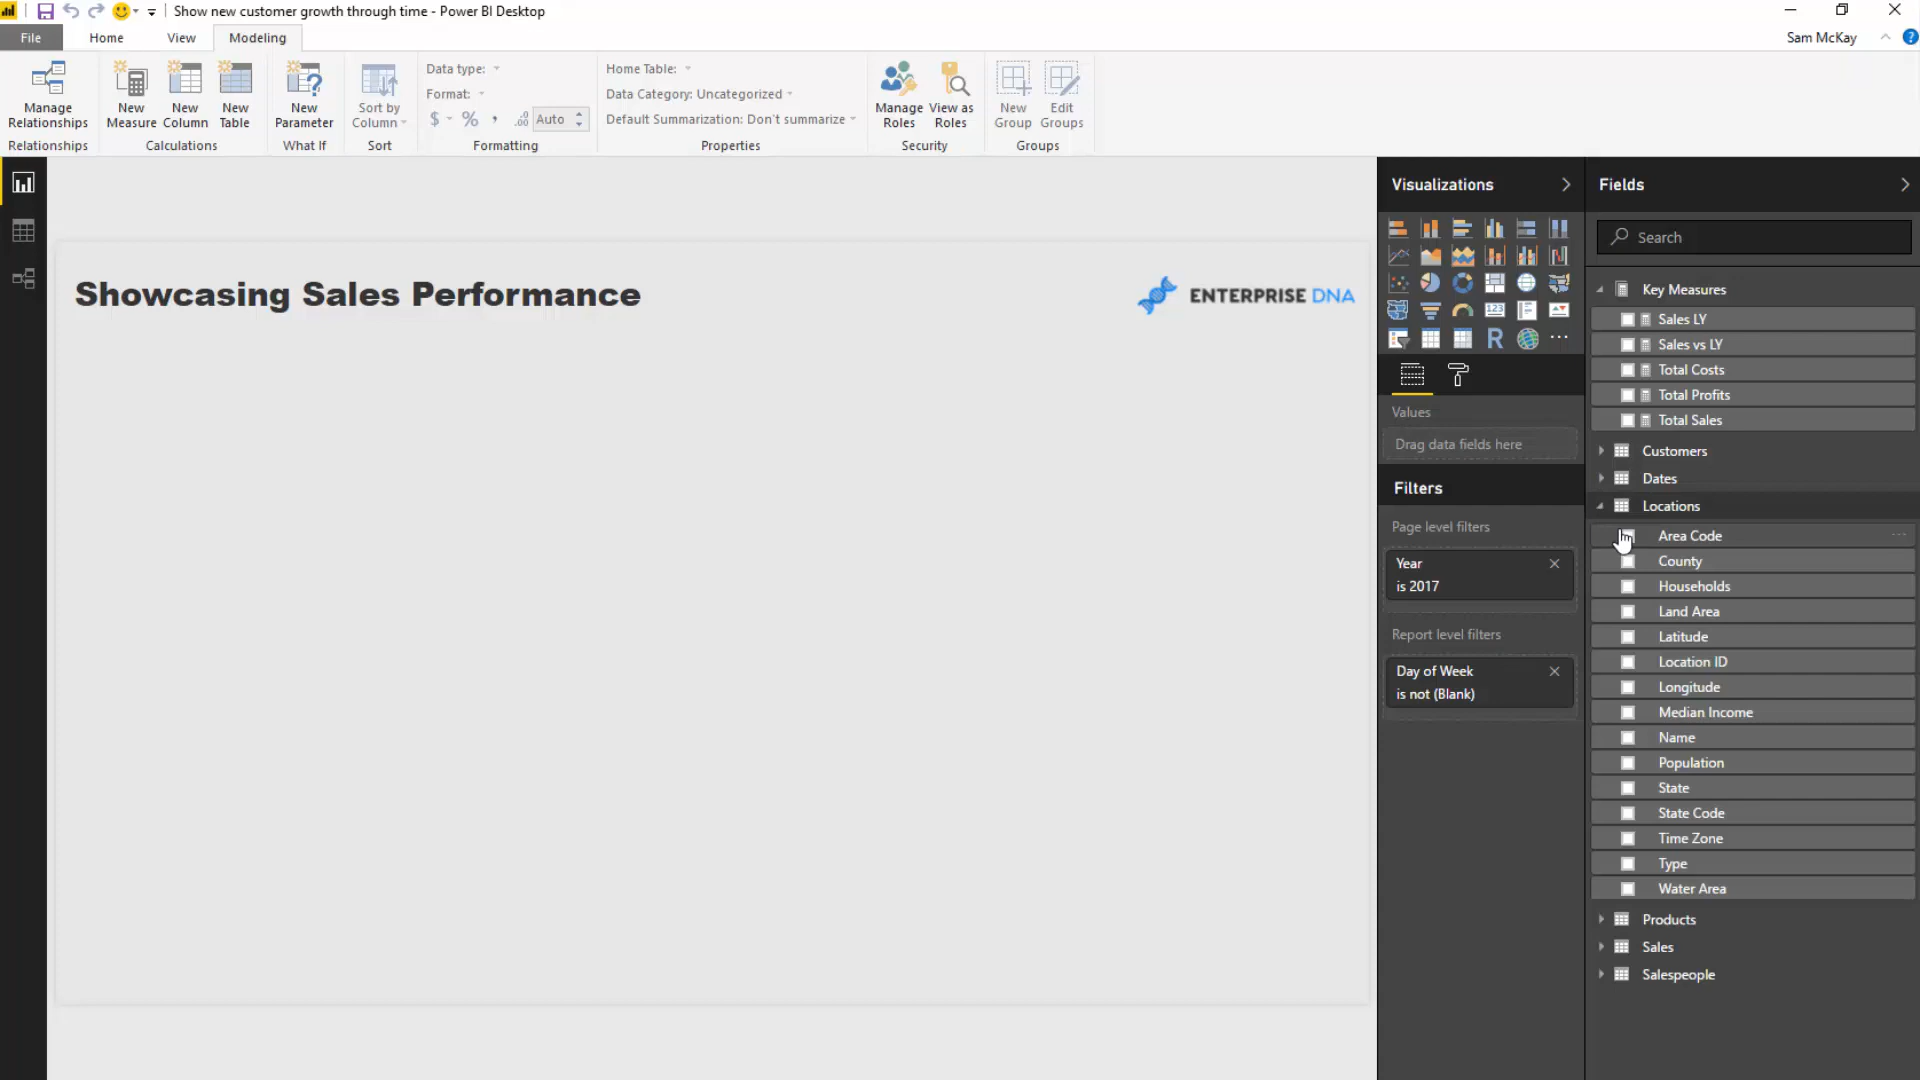 Show new customer growth through time - Power BI Desktop
File
Home
View
Modeling
Sam McKay
Manage
Relationships
New
Measure
New
Column
New
Table
New
Parameter
Sort by
Column
Data type:
Format:
$ % , .00 Auto
Home Table:
Data Category: Uncategorized
Default Summarization: Don't summarize
Manage
Roles
View as
Roles
New
Group
Edit
Groups
Relationships
Calculations
What If
Sort
Formatting
Properties
Security
Groups
Showcasing Sales Performance
ENTERPRISE DNA
Visualizations
123
R
Values
Drag data fields here
Filters
Page level filters
Year
is 2017
Report level filters
Day of Week
is not (Blank)
Fields
Search
Key Measures
Sales LY
Sales vs LY
Total Costs
Total Profits
Total Sales
Customers
Dates
Locations
Area Code
County
Households
Land Area
Latitude
Location ID
Longitude
Median Income
Name
Population
State
State Code
Time Zone
Type
Water Area
Products
Sales
Salespeople